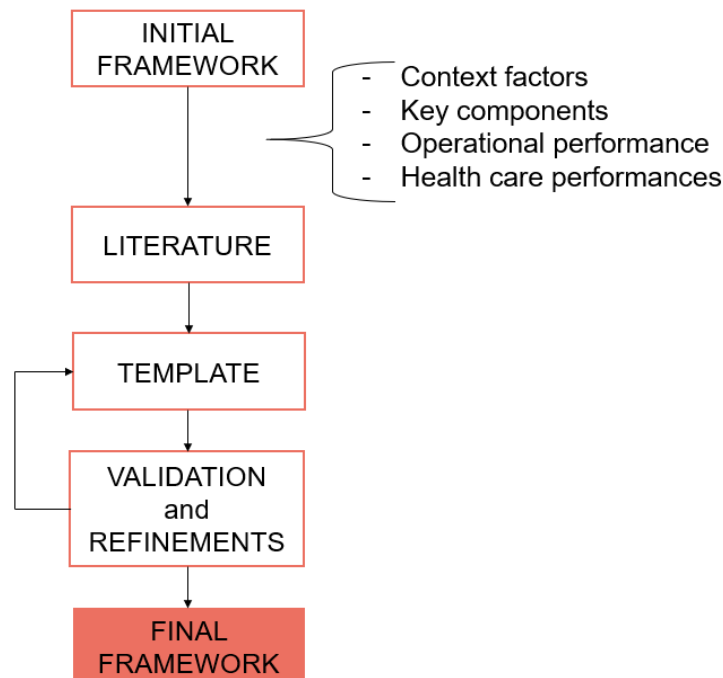 INITIAL
FRAMEWORK
- Context factors
- Key components
- Operational performance
- Health care performances
LITERATURE
TEMPLATE
VALIDATION
and
REFINEMENTS
FINAL
FRAMEWORK